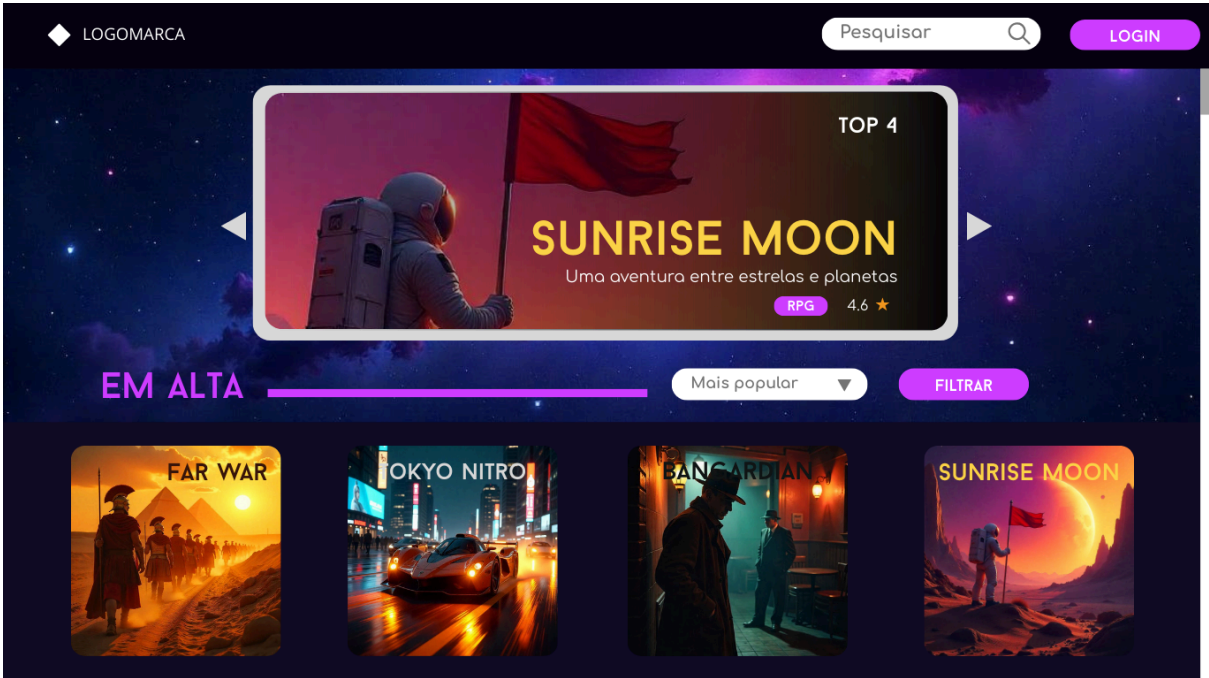 LOGOMARCA
Pesquisar
LOGIN
TOP 4
SUNRISE MOON
Uma aventura entre estrelas e planetas
RPG 4.6
EM ALTA
Mais popular
FILTRAR
FAR WAR
TOKYO NITRO
BANGARDIAN
SUNRISE MOON